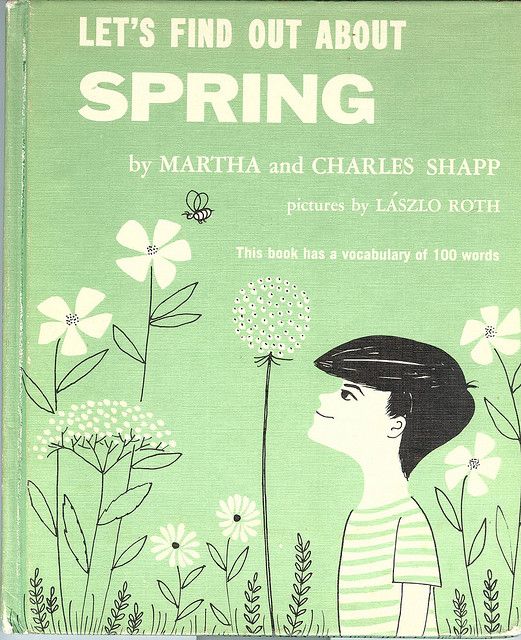 LET'S FIND OUT ABOUT
SPRING
by MARTHA and CHARLES SHAPP
pictures by LÁSZLO ROTH
This book has a vocabulary of 100 words